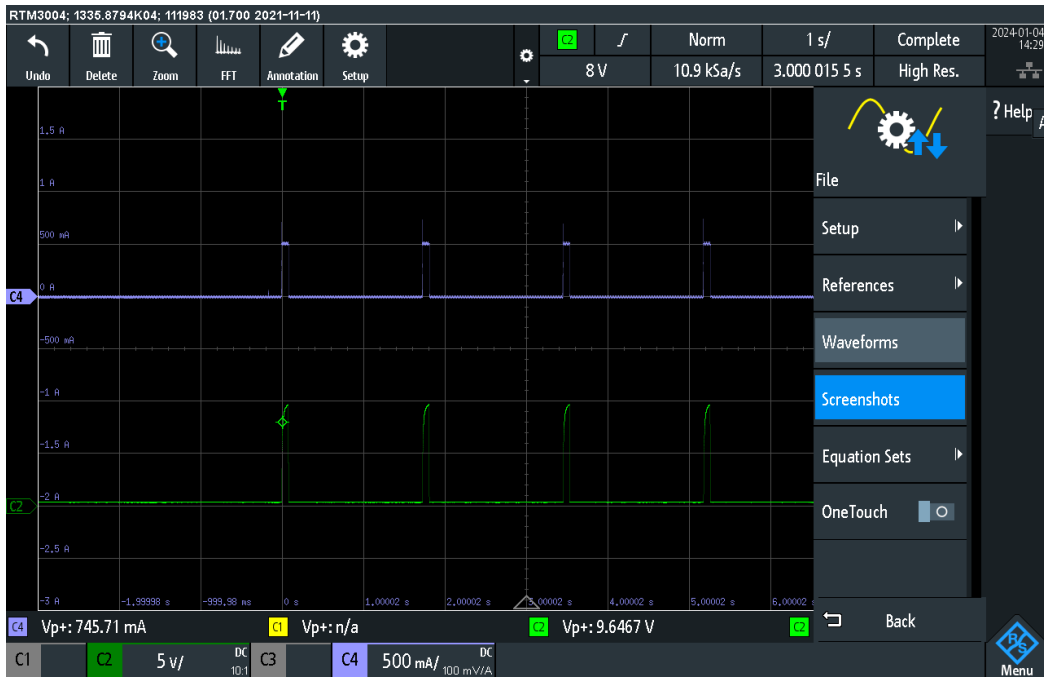 RTM3004; 1335.8794K04; 111983 (01.700 2021-11-11)
Undo Delete Zoom FFT Annotation Setup
C2 Norm 1 s/ Complete
8 V 10.9 kSa/s 3.000 015 5 s High Res.
2024-01-04
14:29
? Help
A
T
File
Setup
References
Waveforms
Screenshots
Equation Sets
OneTouch
Back
1.5 A
1 A
500 mA
0 A
C4
-500 mA
-1 A
-1.5 A
-2 A
C2
-2.5 A
-3 A -1.99998 s -999.98 ms 0 s 1.00002 s 2.00002 s 3.00002 s 4.00002 s 5.00002 s 6.00002
C4 Vp+: 745.71 mA C1 Vp+: n/a C2 Vp+: 9.6467 V C2
C1 C2 5 V/ DC 10:1 C3 C4 500 mA/ DC 100 mV/A
R&S
Menu